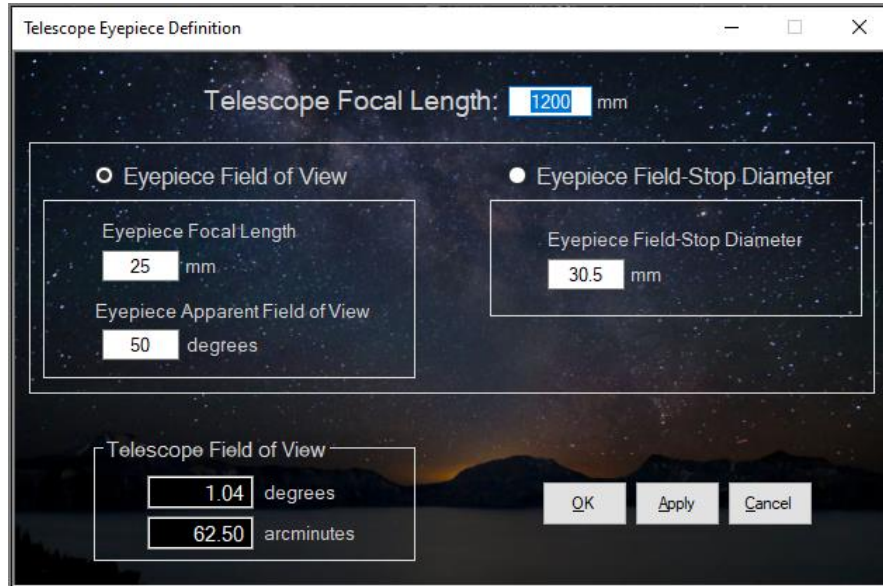 Telescope Eyepiece Definition
Telescope Focal Length: 1200 mm
Eyepiece Field of View
Eyepiece Field-Stop Diameter
Eyepiece Focal Length
25 mm
Eyepiece Apparent Field of View
50 degrees
Eyepiece Field-Stop Diameter
30.5 mm
Telescope Field of View
1.04 degrees
62.50 arcminutes
OK Apply Cancel